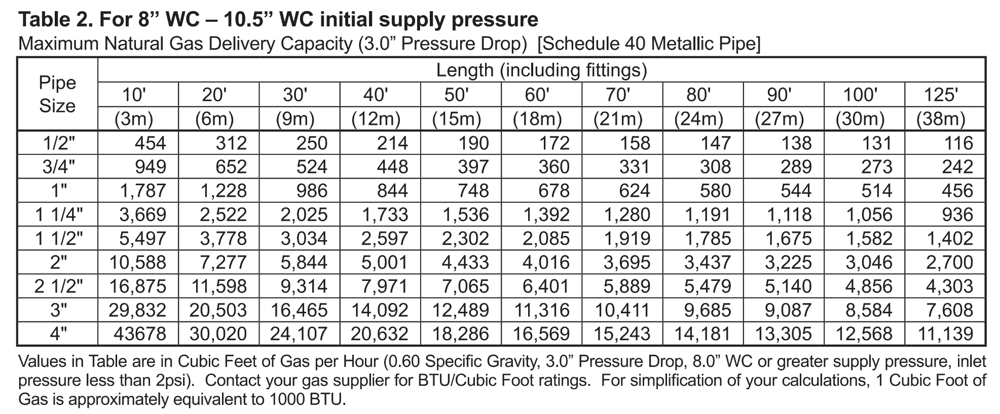 Table 2. For 8” WC – 10.5” WC initial supply pressure
Maximum Natural Gas Delivery Capacity (3.0” Pressure Drop) [Schedule 40 Metallic Pipe]
Pipe Size Length (including fittings)
10' 20' 30' 40' 50' 60' 70' 80' 90' 100' 125'
(3m) (6m) (9m) (12m) (15m) (18m) (21m) (24m) (27m) (30m) (38m)
1/2" 454 312 250 214 190 172 158 147 138 131 116
3/4" 949 652 524 448 397 360 331 308 289 273 242
1" 1,787 1,228 986 844 748 678 624 580 544 514 456
1 1/4" 3,669 2,522 2,025 1,733 1,536 1,392 1,280 1,191 1,118 1,056 936
1 1/2" 5,497 3,778 3,034 2,597 2,302 2,085 1,919 1,785 1,675 1,582 1,402
2" 10,588 7,277 5,844 5,001 4,433 4,016 3,695 3,437 3,225 3,046 2,700
2 1/2" 16,875 11,598 9,314 7,971 7,065 6,401 5,889 5,479 5,140 4,856 4,303
3" 29,832 20,503 16,465 14,092 12,489 11,316 10,411 9,685 9,087 8,584 7,608
4" 43678 30,020 24,107 20,632 18,286 16,569 15,243 14,181 13,305 12,568 11,139
Values in Table are in Cubic Feet of Gas per Hour (0.60 Specific Gravity, 3.0” Pressure Drop, 8.0” WC or greater supply pressure, inlet
pressure less than 2psi). Contact your gas supplier for BTU/Cubic Foot ratings. For simplification of your calculations, 1 Cubic Foot of
Gas is approximately equivalent to 1000 BTU.